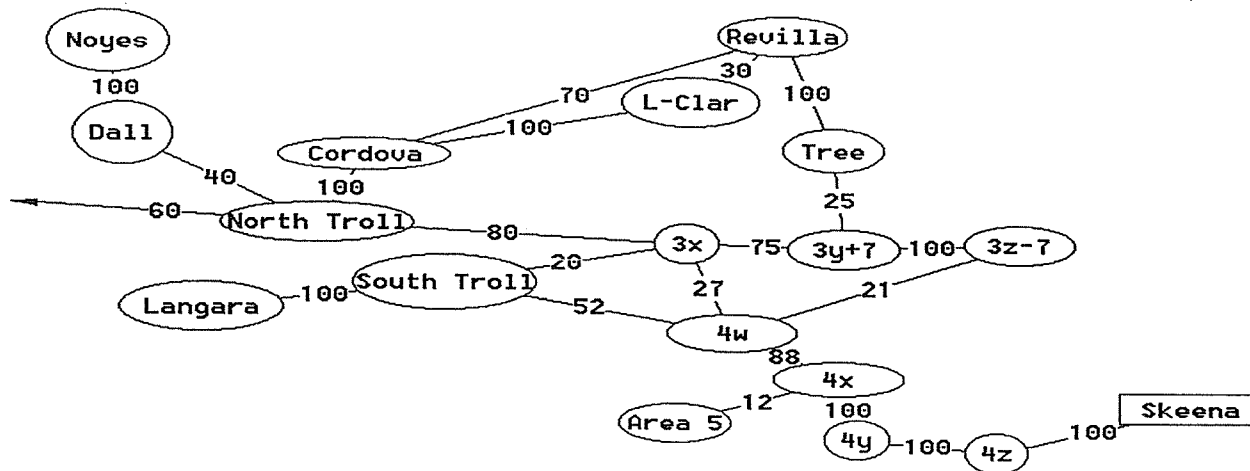 Noyes
Revilla
100
30
70
L-Clar
100
Dall
100
Cordova
Tree
40
100
25
60
North Troll
80
3x
75
3y+7
100
3z-7
20
South Troll
27
21
Langara
100
52
4w
88
4x
12
Area 5
100
Skeena
4y
100
4z
100